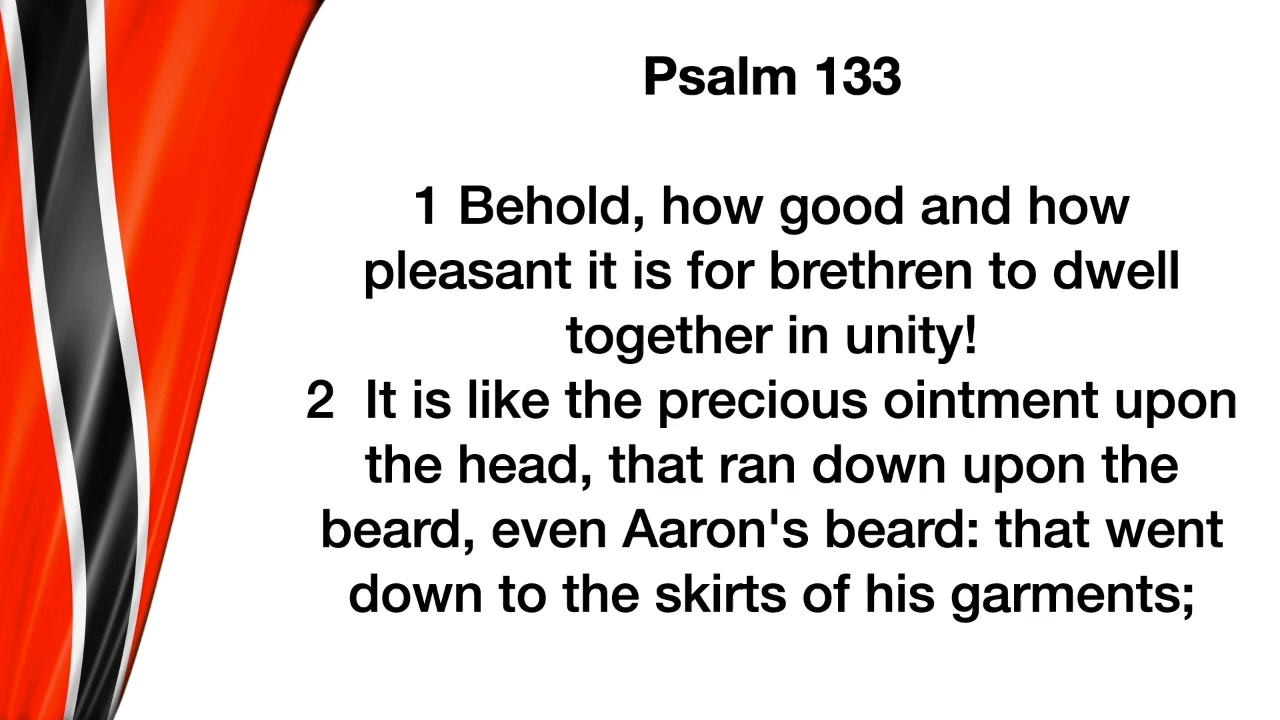 Psalm 133
1 Behold, how good and how
pleasant it is for brethren to dwell
together in unity!
2  It is like the precious ointment upon
the head, that ran down upon the
beard, even Aaron's beard: that went
down to the skirts of his garments;